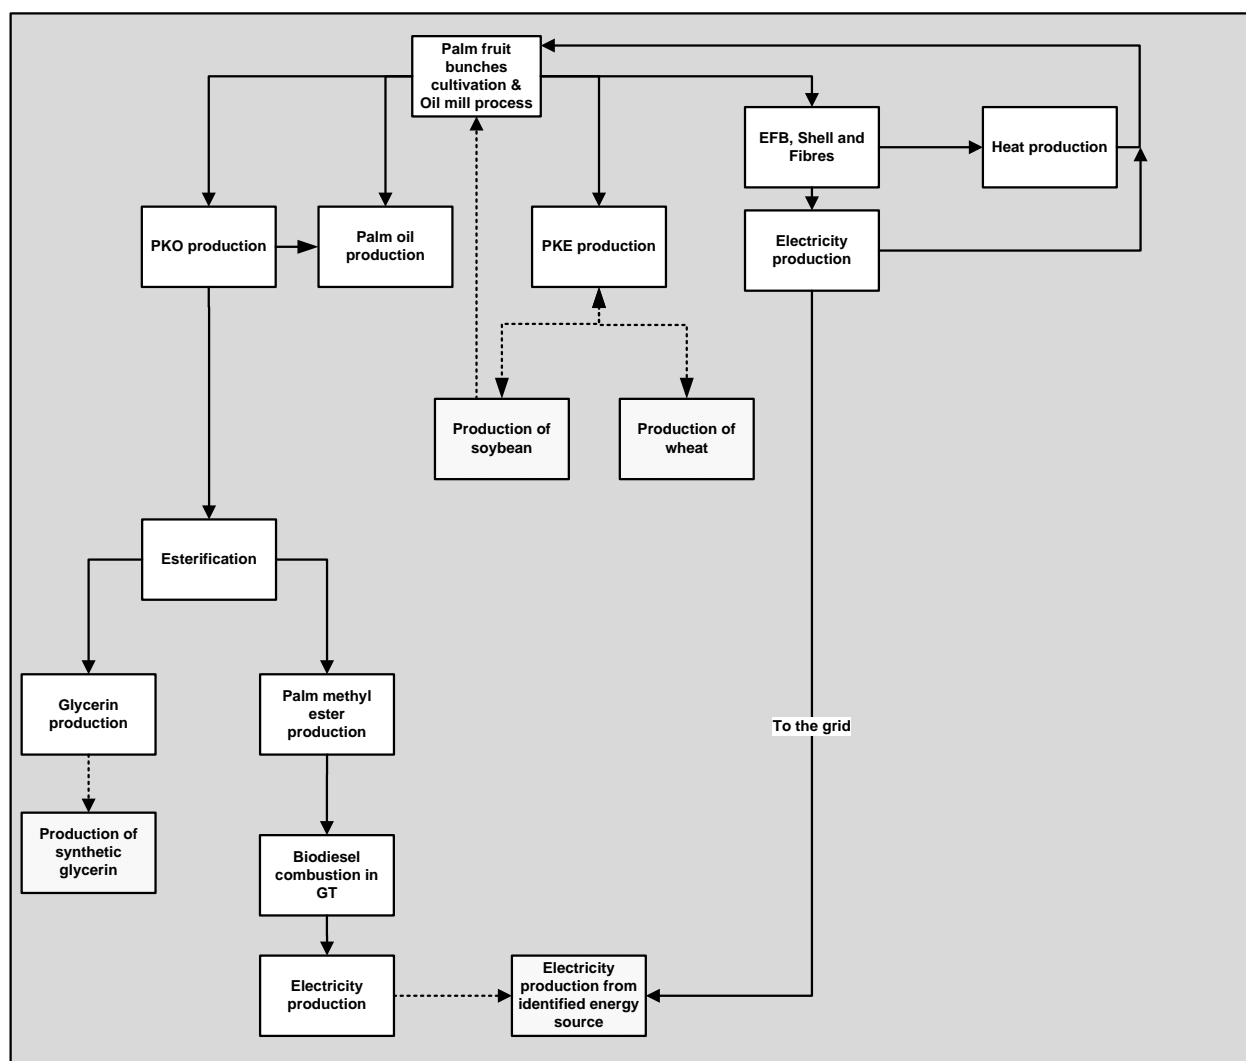 Palm fruit
bunches
cultivation &
Oil mill process
EFB, Shell and
Fibres
Heat production
PKO production
Palm oil
production
PKE production
Electricity
production
Production of
soybean
Production of
wheat
Esterification
Glycerin
production
Palm methyl
ester
production
To the grid
Production of
synthetic
glycerin
Biodiesel
combustion in
GT
Electricity
production
Electricity
production from
identified energy
source